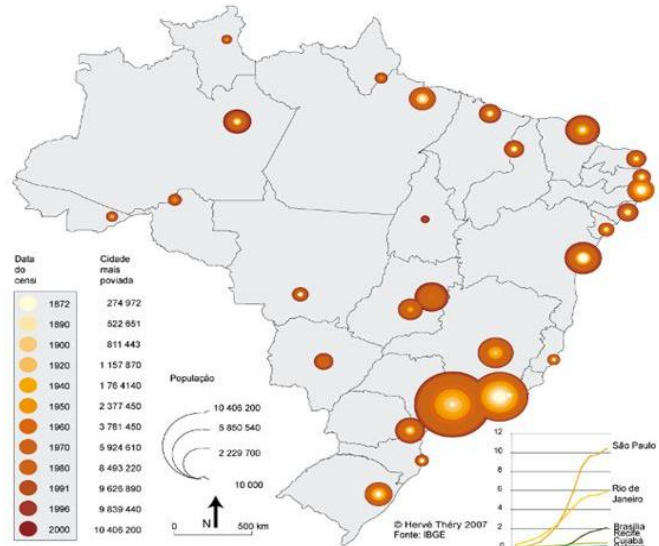 Data do censi
Cidade mais poviada
1872 274 972
1890 522 651
1900 811 443
1920 1 157 870
1940 1 76 4140
1950 2 377 450
1960 3 781 450
1970 5 924 610
1980 8 493 220
1991 9 626 890
1996 9 839 440
2000 10 406 200
População
10 406 200
5 850 540
2 229 700
10 000
N
0 500 km
© Hervé Théry 2007
Fonte: IBGE
12
10
8
6
4
2
0
São Paulo
Rio de
Janeiro
Brasília
Recife
Cuiabá